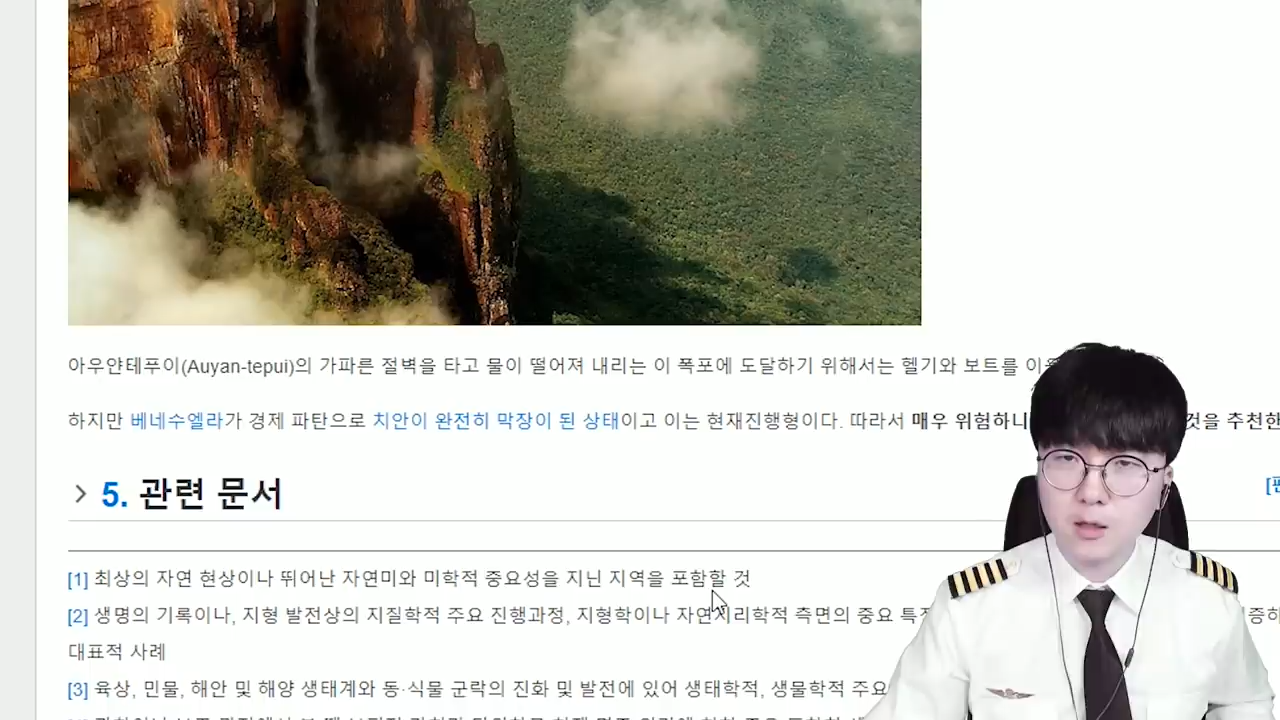 아우얀테푸이(Auyan-tepui)의 가파른 절벽을 타고 물이 떨어져 내리는 이 폭포에 도달하기 위해서는 헬기와 보트를
하지만 베네수엘라가 경제 파탄으로 치안이 완전히 막장이 된 상태이고 이는 현재진행형이다. 따라서 매우 위험하니 것을 추천한
5. 관련 문서
[1] 최상의 자연 현상이나 뛰어난 자연미와 미학적 중요성을 지닌 지역을 포함할 것
[2] 생명의 기록이나, 지형 발전상의 지질학적 주요 진행과정, 지형학이나 자연지리학적 측면의 중요
대표적 사례
[3] 육상, 민물, 해안 및 해양 생태계와 동·식물 군락의 진화 및 발전에 있어 생태학적, 생물학적 주요